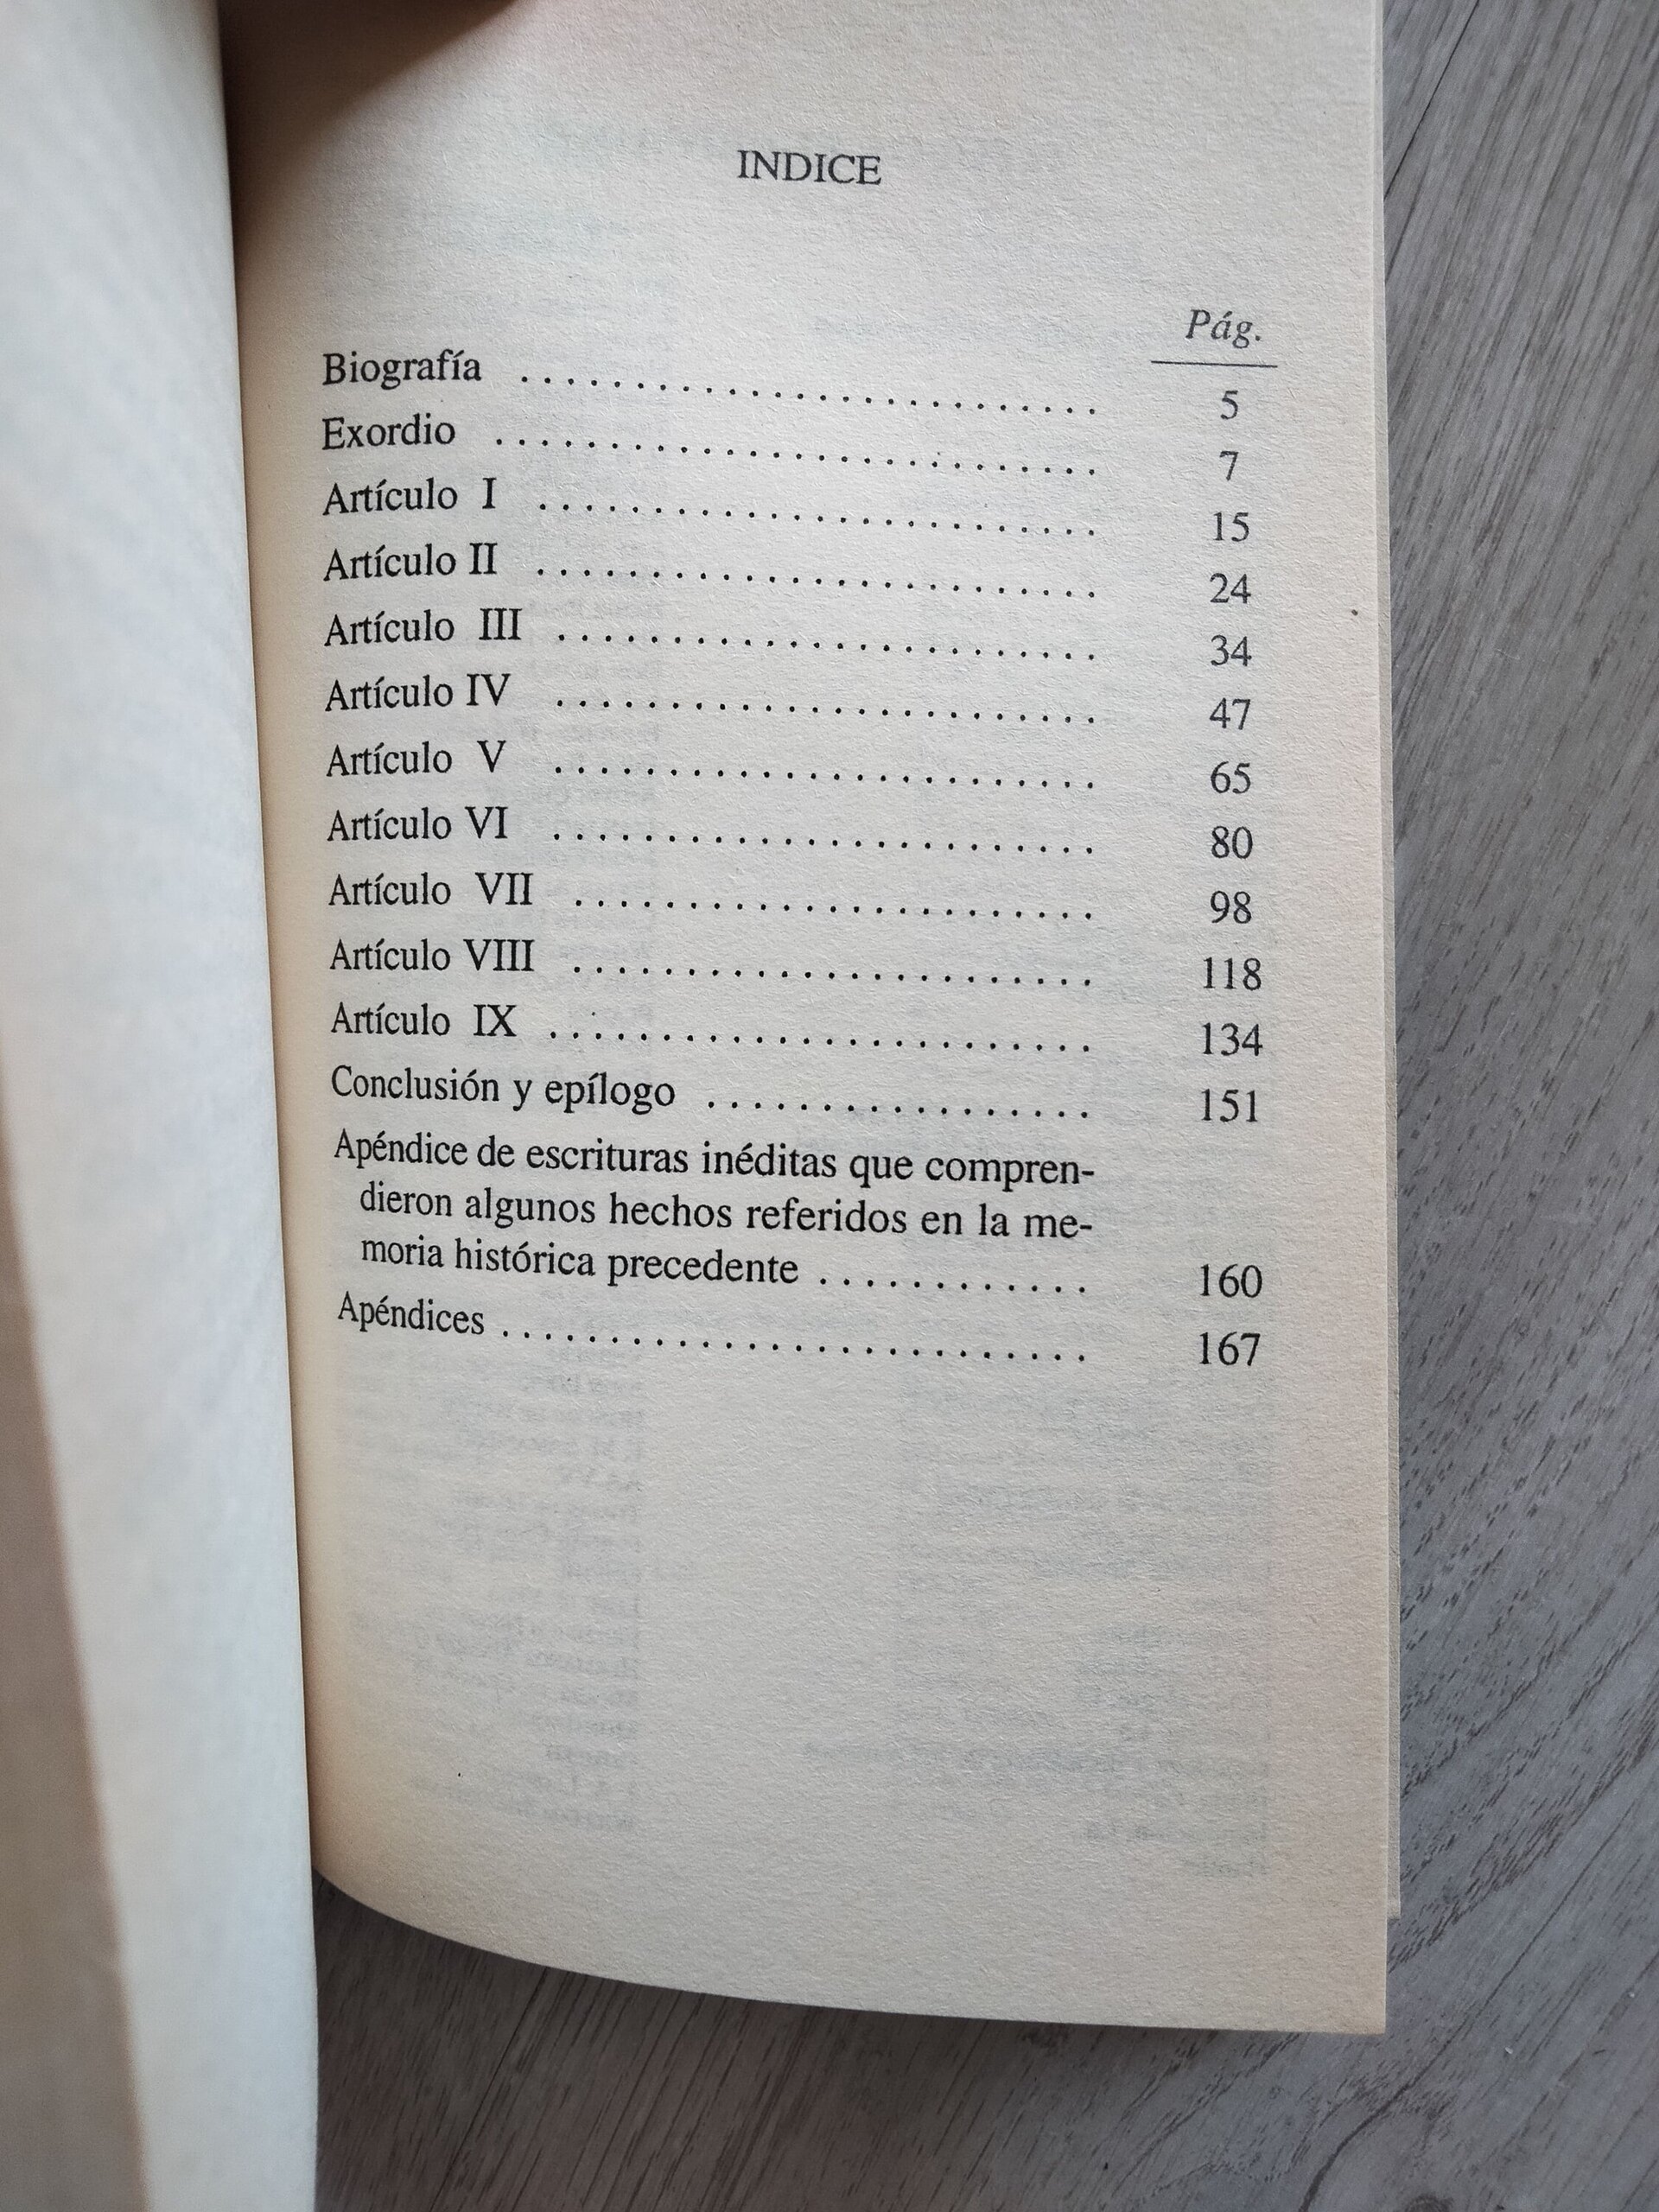 INDICE
Pág.
Biografía ........................... 5
Exordio ........................... 7
Artículo I ........................... 15
Artículo II ........................... 24
Artículo III ........................... 34
Artículo IV ........................... 47
Artículo V ........................... 65
Artículo VI ........................... 80
Artículo VII ........................... 98
Artículo VIII ........................... 118
Artículo IX ........................... 134
Conclusión y epílogo .................. 151
Apéndice de escrituras inéditas que compren-
dieron algunos hechos referidos en la me-
moria histórica precedente ............ 160
Apéndices ........................... 167